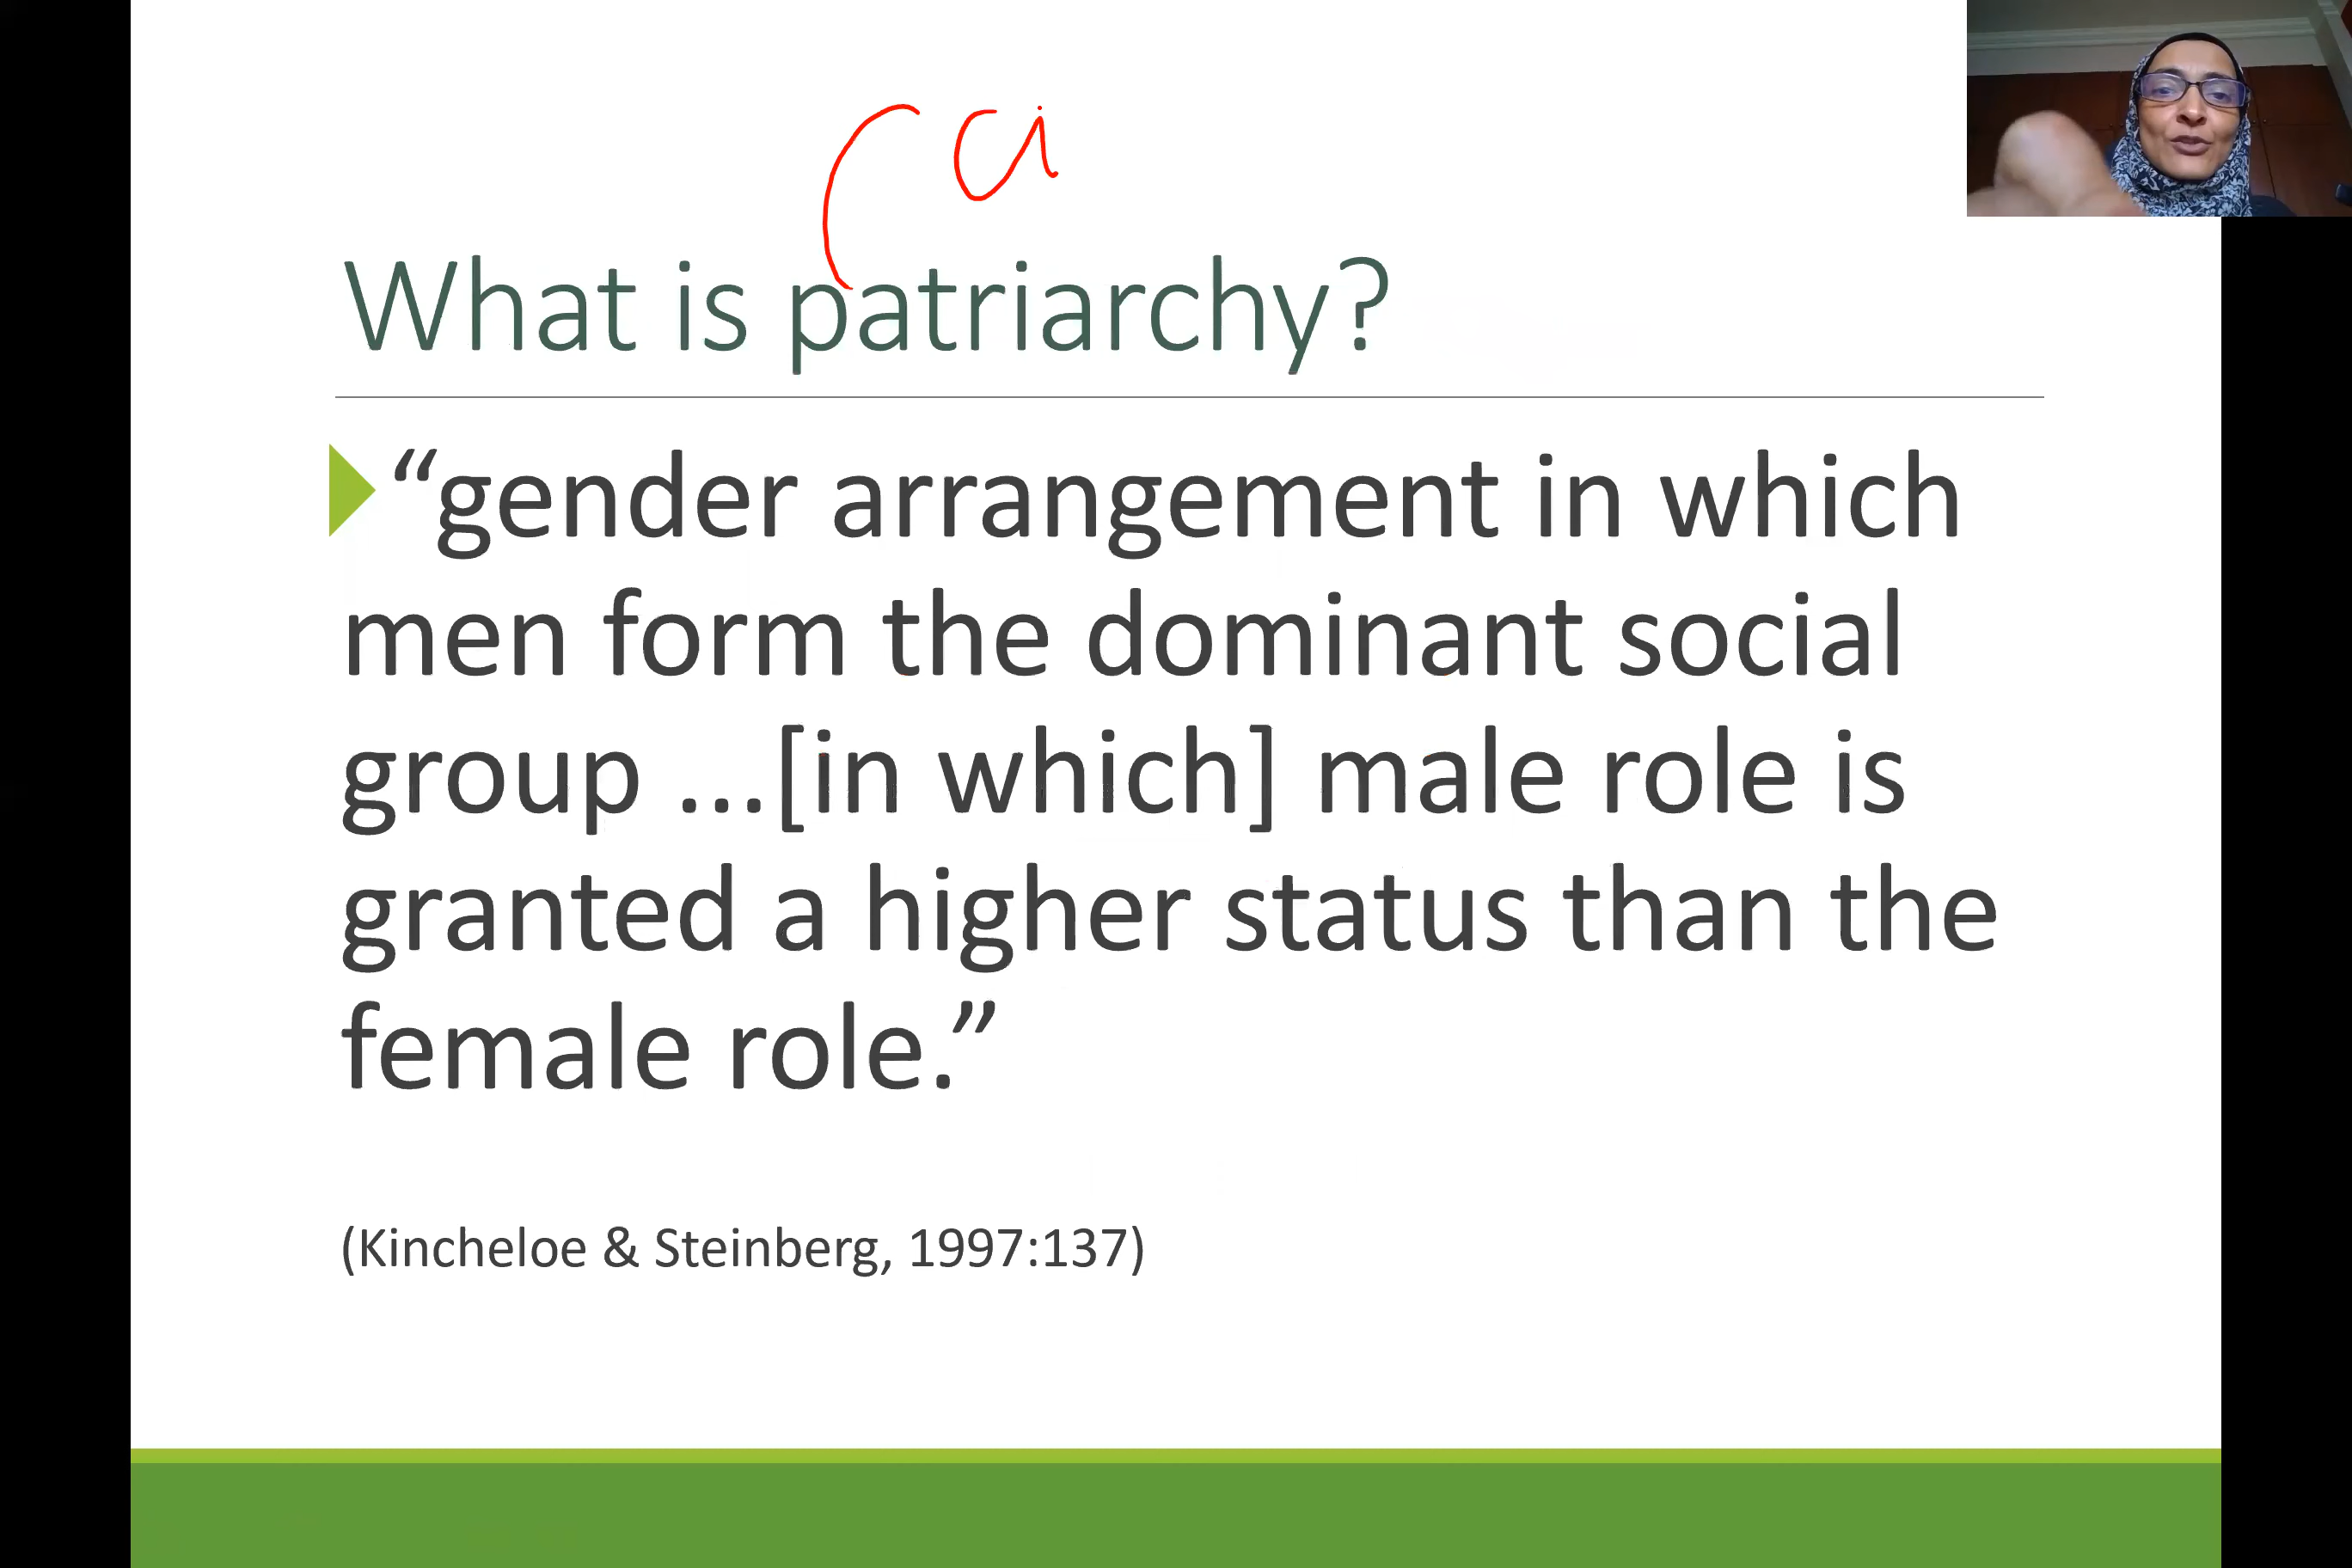 What is patriarchy?
“gender arrangement in which
men form the dominant social
group ...[in which] male role is
granted a higher status than the
female role.”
(Kincheloe & Steinberg, 1997:137)